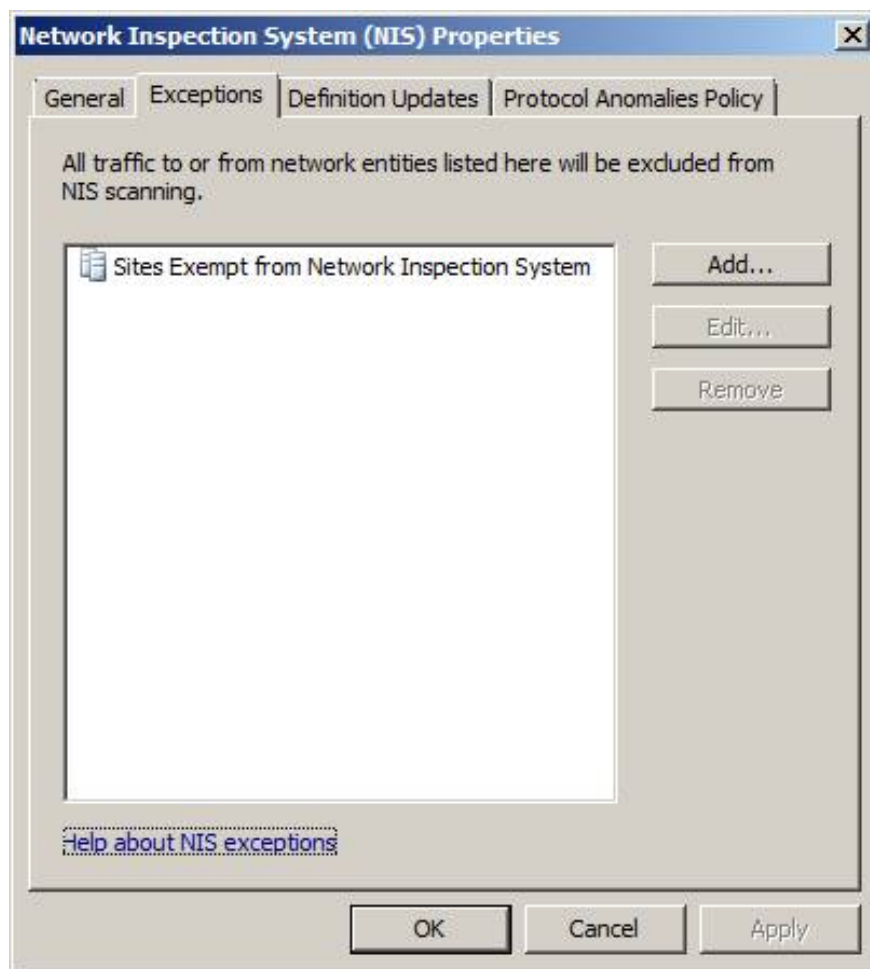 Network Inspection System (NIS) Properties
General Exceptions Definition Updates Protocol Anomalies Policy
All traffic to or from network entities listed here will be excluded from
NIS scanning.
Sites Exempt from Network Inspection System
Add...
Edit...
Remove
Help about NIS exceptions
OK Cancel Apply